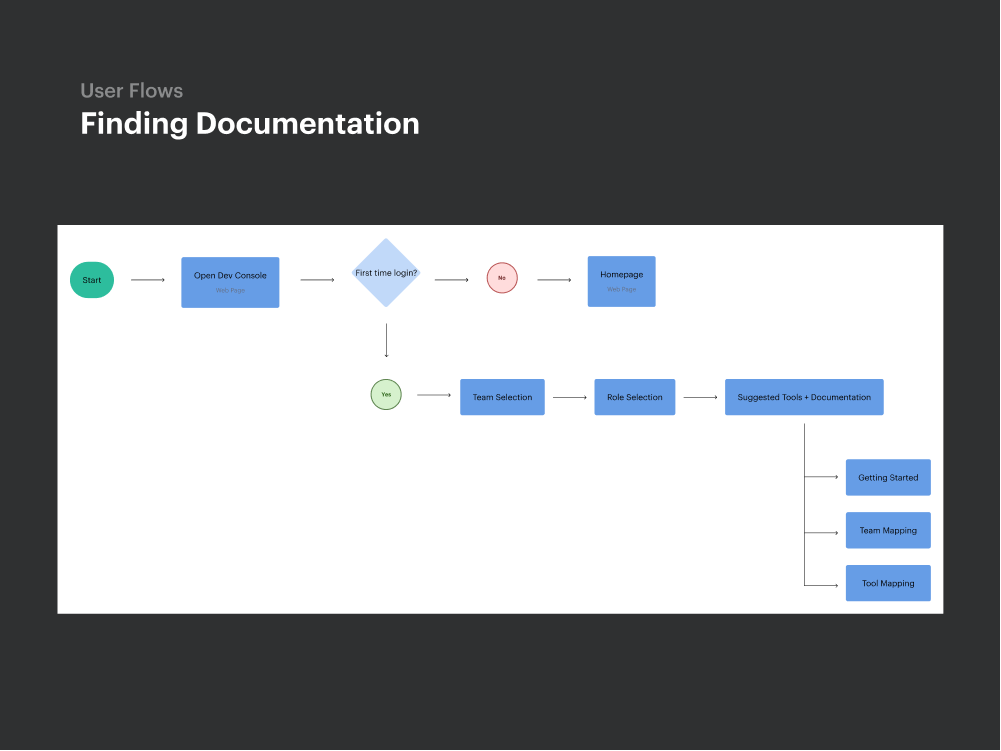 User Flows
Finding Documentation
Start
Open Dev Console
Web Page
First time login?
No
Homepage
Web Page
Yes
Team Selection
Role Selection
Suggested Tools + Documentation
Getting Started
Team Mapping
Tool Mapping